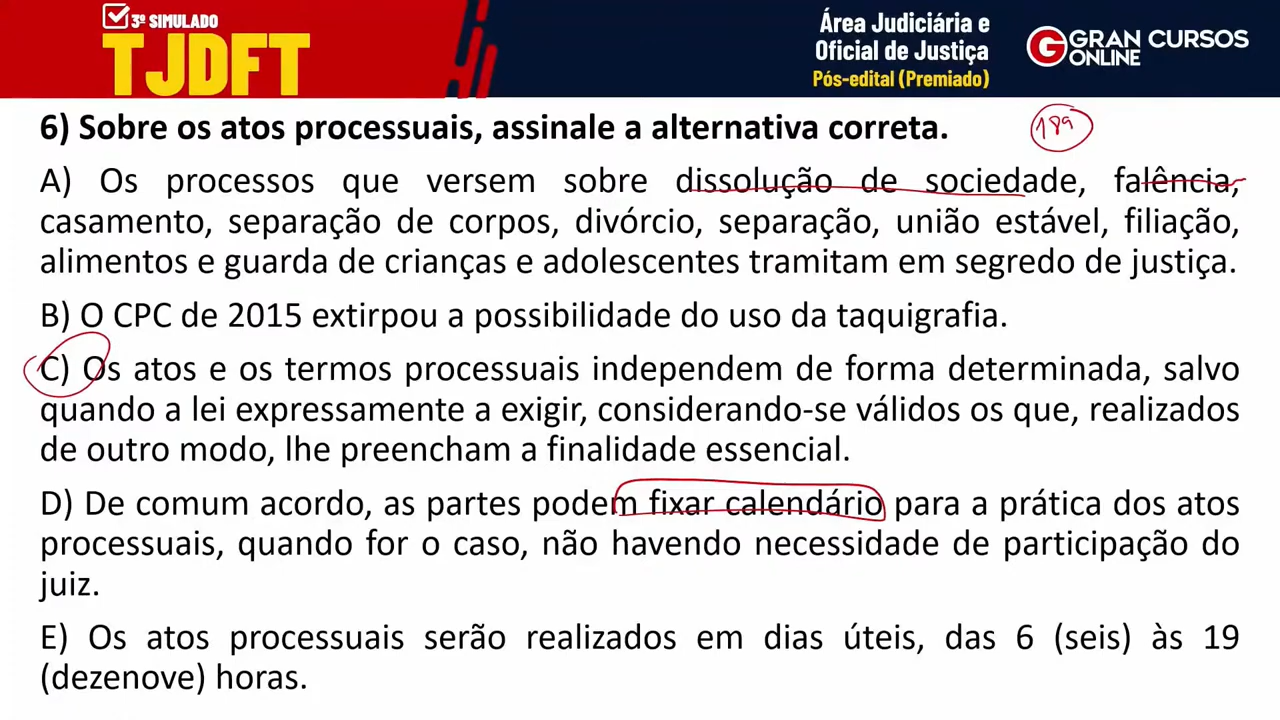 3º SIMULADO
TJDFT
Área Judiciária e
Oficial de Justiça
Pós-edital (Premiado)
GRAN CURSOS
ONLINE
6) Sobre os atos processuais, assinale a alternativa correta.
189
A) Os processos que versem sobre dissolução de sociedade, falência,
casamento, separação de corpos, divórcio, separação, união estável, filiação,
alimentos e guarda de crianças e adolescentes tramitam em segredo de justiça.
B) O CPC de 2015 extirpou a possibilidade do uso da taquigrafia.
C) Os atos e os termos processuais independem de forma determinada, salvo
quando a lei expressamente a exigir, considerando-se válidos os que, realizados
de outro modo, lhe preencham a finalidade essencial.
D) De comum acordo, as partes podem fixar calendário para a prática dos atos
processuais, quando for o caso, não havendo necessidade de participação do
juiz.
E) Os atos processuais serão realizados em dias úteis, das 6 (seis) às 19
(dezenove) horas.